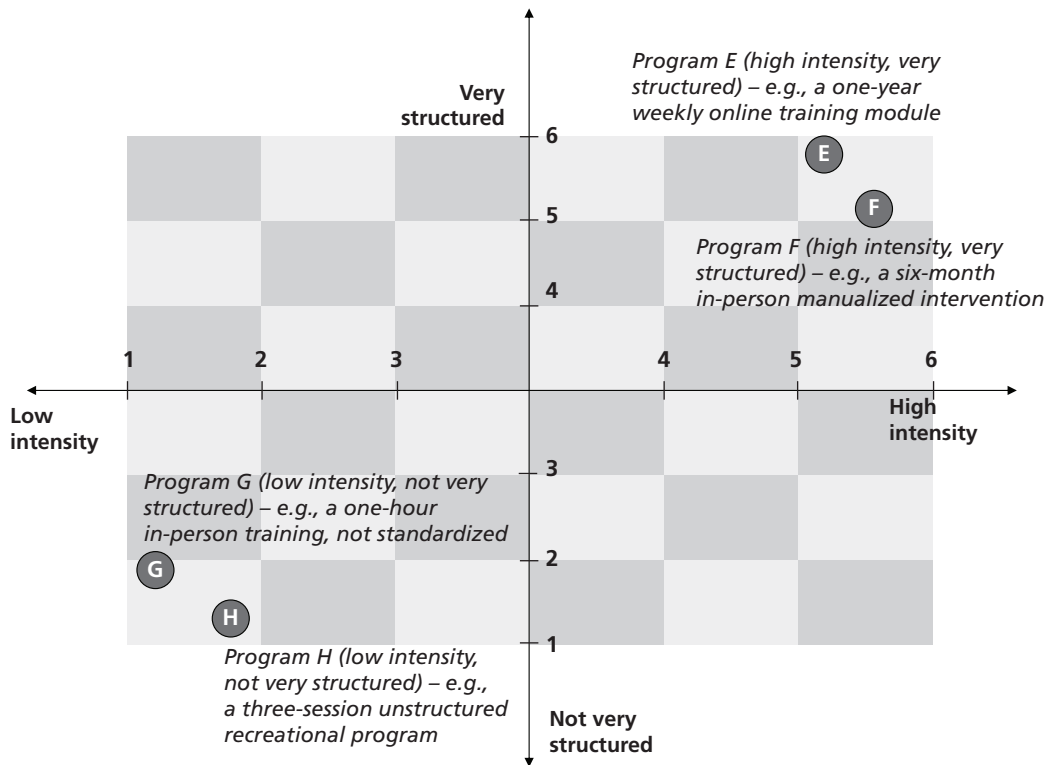 Program E (high intensity, very
structured) – e.g., a one-year
weekly online training module
Very
structured
6
E
F
5
Program F (high intensity, very
structured) – e.g., a six-month
in-person manualized intervention
4
1 2 3 4 5 6
Low
intensity
High
intensity
3
Program G (low intensity, not very
structured) – e.g., a one-hour
in-person training, not standardized
2
G
H
1
Program H (low intensity,
not very structured) – e.g.,
a three-session unstructured
recreational program
Not very
structured